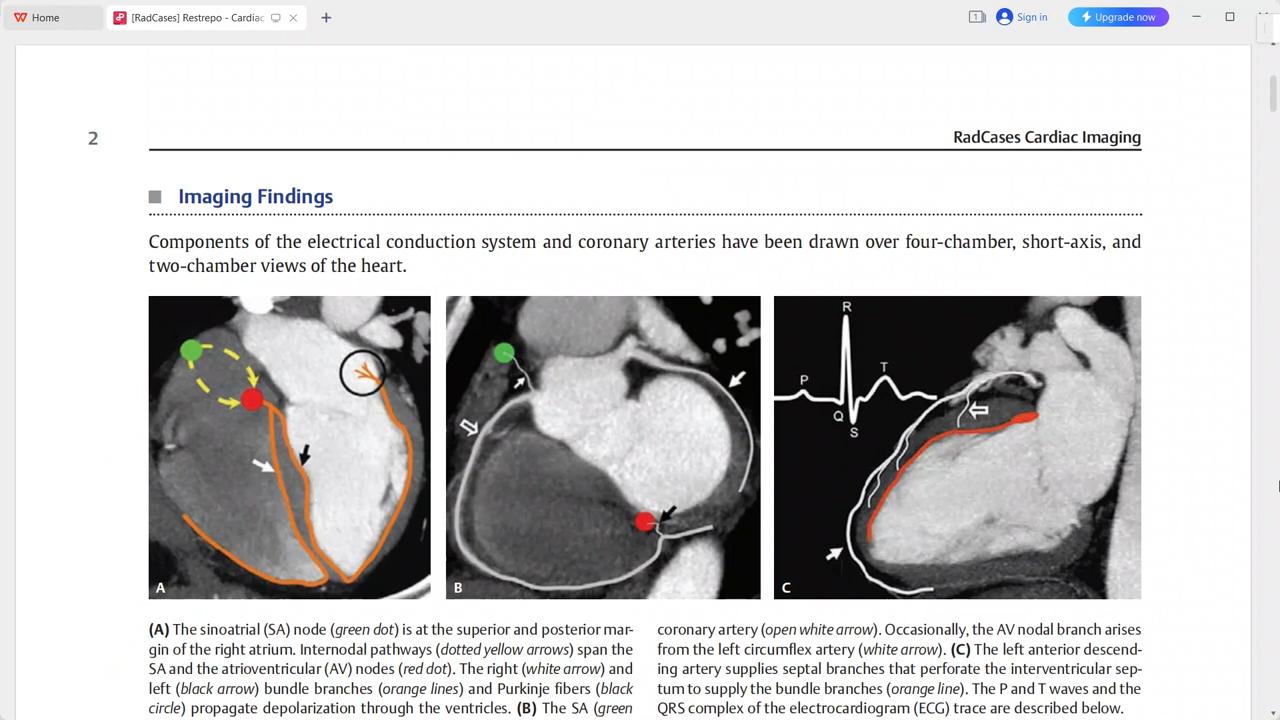 Home
[RadCases] Restrepo - Cardiac
1
Sign in
Upgrade now
2
RadCases Cardiac Imaging
Imaging Findings
Components of the electrical conduction system and coronary arteries have been drawn over four-chamber, short-axis, and
two-chamber views of the heart.
R
P
T
Q
S
A
B
C
(A) The sinoatrial (SA) node (green dot) is at the superior and posterior mar-
gin of the right atrium. Internodal pathways (dotted yellow arrows) span the
SA and the atrioventricular (AV) nodes (red dot). The right (white arrow) and
left (black arrow) bundle branches (orange lines) and Purkinje fibers (black
circle) propagate depolarization through the ventricles. (B) The SA (green
coronary artery (open white arrow). Occasionally, the AV nodal branch arises
from the left circumflex artery (white arrow). (C) The left anterior descend-
ing artery supplies septal branches that perforate the interventricular sep-
tum to supply the bundle branches (orange line). The P and T waves and the
QRS complex of the electrocardiogram (ECG) trace are described below.